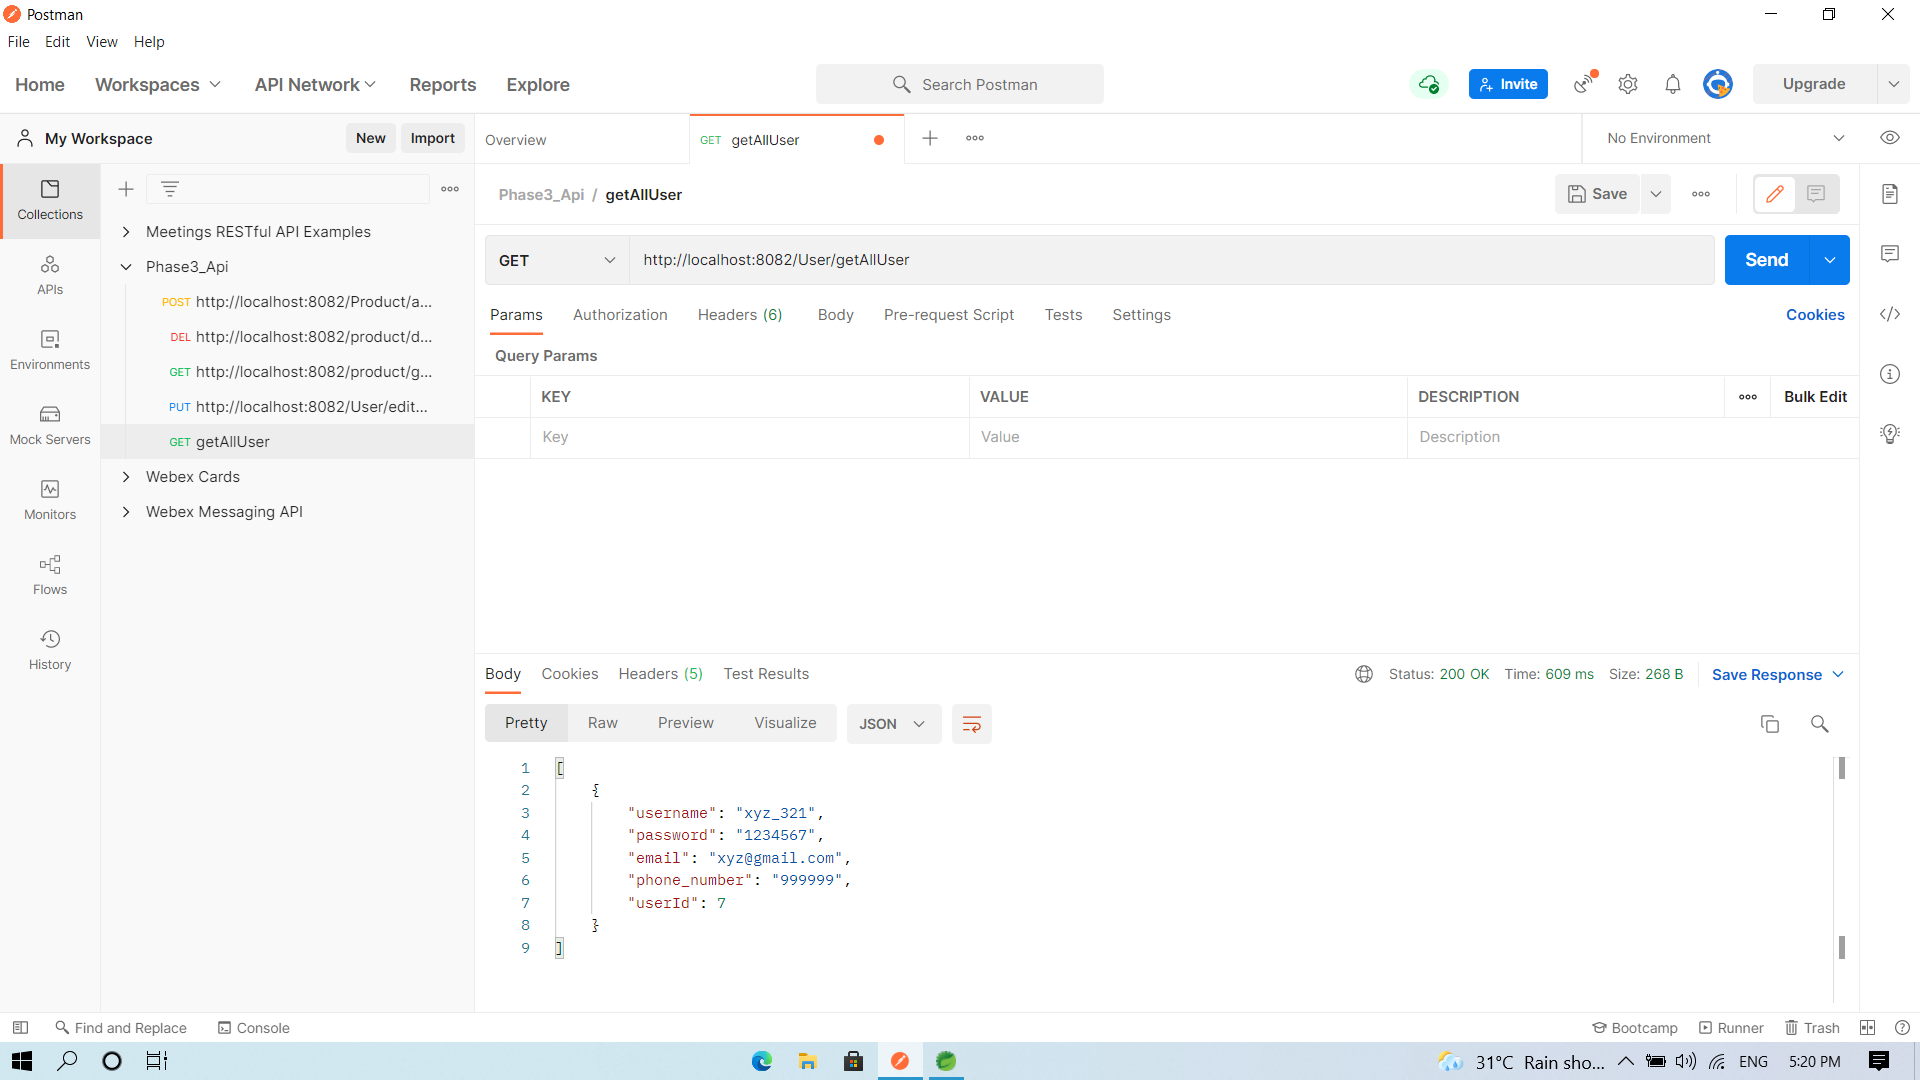 Postman
File Edit View Help
Home Workspaces API Network Reports Explore Search Postman Invite Upgrade
My Workspace New Import Overview GET getAllUser No Environment
Phase3_Api / getAllUser Save
Collections
APIs
Environments
Mock Servers
Monitors
Flows
History
Meetings RESTful API Examples
Phase3_Api
POST http://localhost:8082/Product/a...
DEL http://localhost:8082/product/d...
GET http://localhost:8082/product/g...
PUT http://localhost:8082/User/edit...
GET getAllUser
Webex Cards
Webex Messaging API
GET http://localhost:8082/User/getAllUser Send
Params Authorization Headers (6) Body Pre-request Script Tests Settings Cookies
Query Params
KEY VALUE DESCRIPTION Bulk Edit
Key Value Description
Body Cookies Headers (5) Test Results Status: 200 OK Time: 609 ms Size: 268 B Save Response
Pretty Raw Preview Visualize JSON
1 [
2 {
3 "username": "xyz_321",
4 "password": "1234567",
5 "email": "xyz@gmail.com",
6 "phone_number": "999999",
7 "userId": 7
8 }
9 ]
Find and Replace Console Bootcamp Runner Trash
31°C Rain sho... ENG 5:20 PM